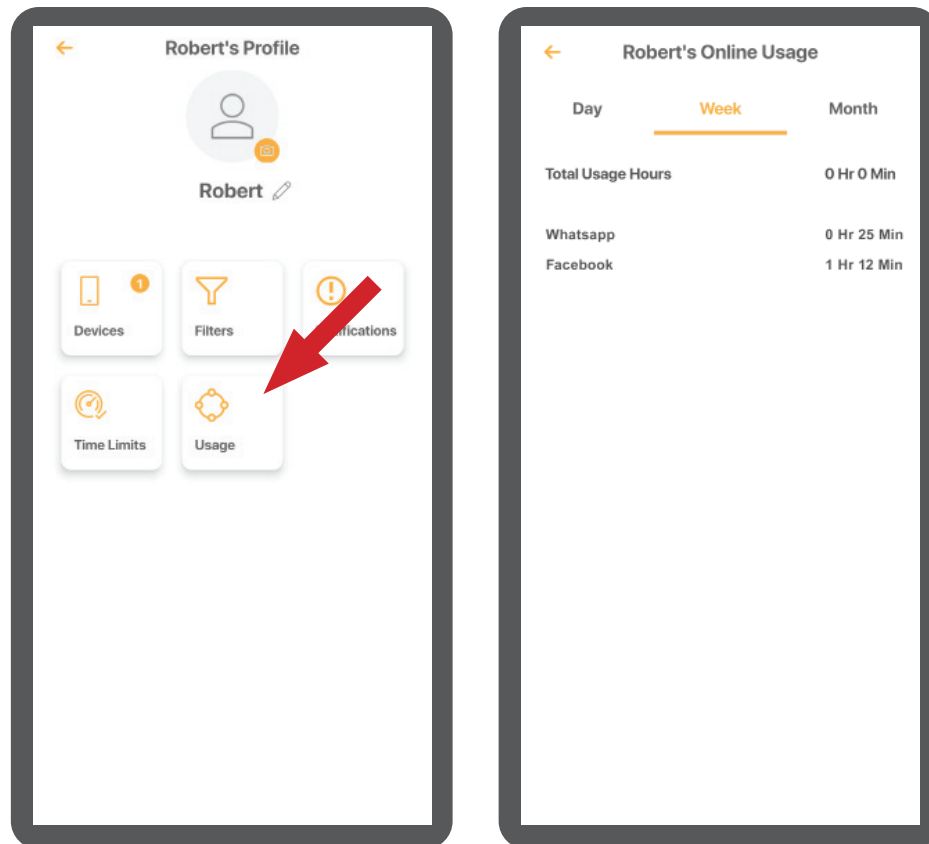 Robert's Profile
Robert
1
Devices
Filters
ifications
Time Limits
Usage
Robert's Online Usage
Day Week Month
Total Usage Hours 0 Hr 0 Min
Whatsapp 0 Hr 25 Min
Facebook 1 Hr 12 Min